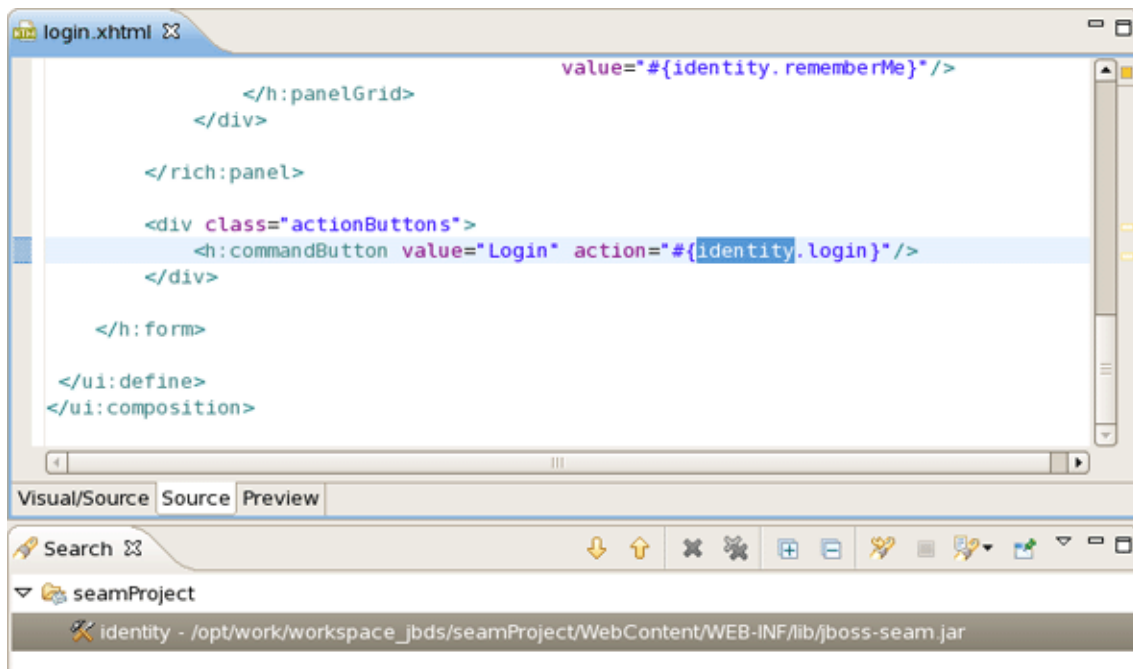 login.xhtml
value="#{identity.rememberMe}"/>
</h:panelGrid>
</div>
</rich:panel>
<div class="actionButtons">
<h:commandButton value="Login" action="#{identity.login}"/>
</div>
</h:form>
</ui:define>
</ui:composition>
Visual/Source Source Preview
Search
seamProject
identity - /opt/work/workspace_jbds/seamProject/WebContent/WEB-INF/lib/jboss-seam.jar